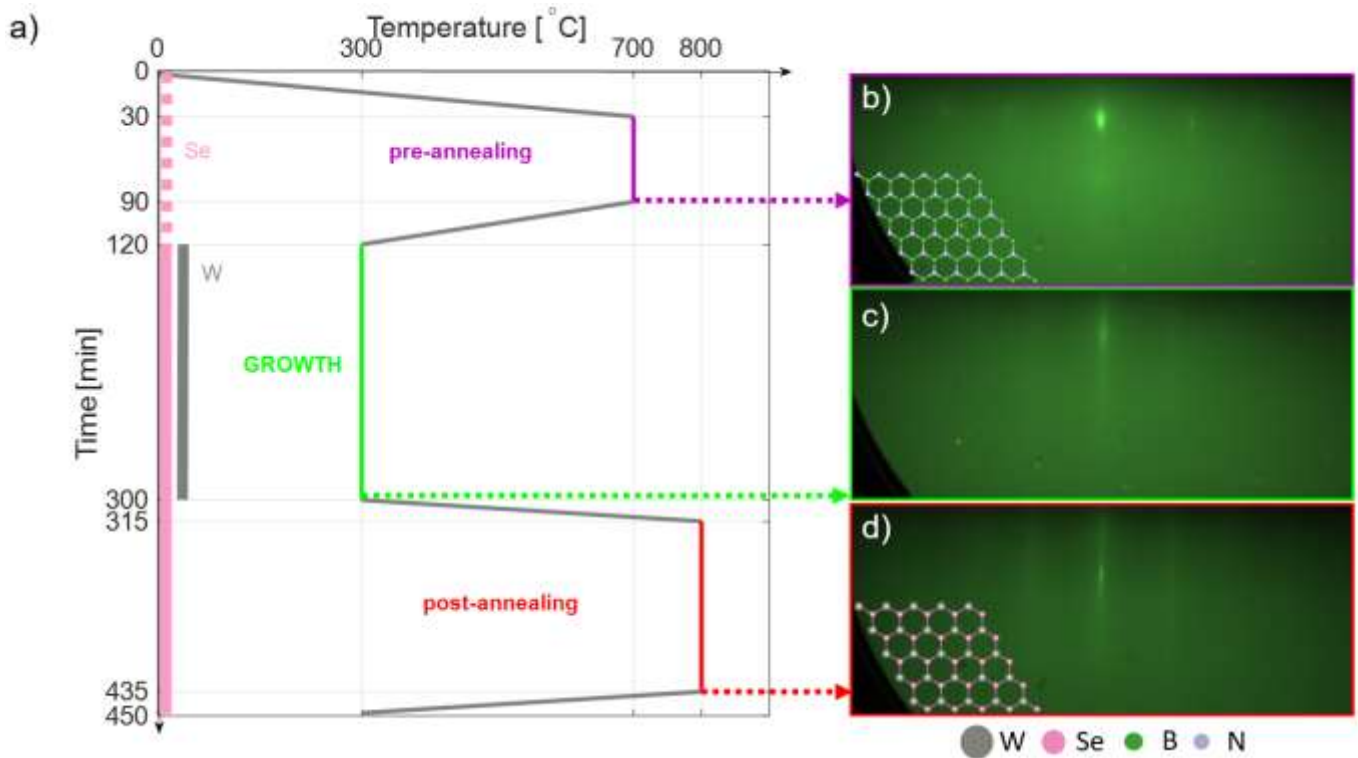 a)
Temperature [ °C]
0 300 700 800
0
30
Se
pre-annealing
90
120
W
GROWTH
Time [min]
300
315
post-annealing
435
450
b)
c)
d)
W Se B N